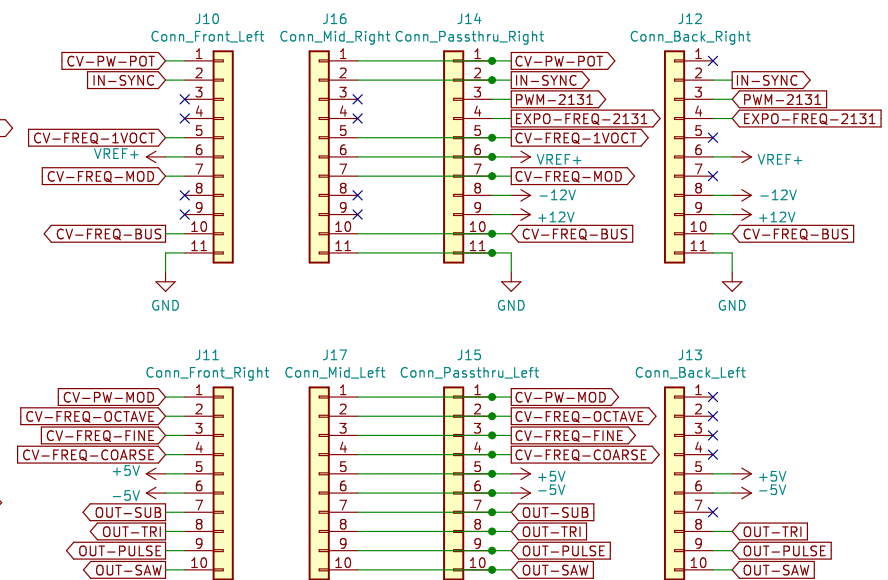 J10 J16 J14 J12
Conn_Front_Left Conn_Mid_Right Conn_Passthru_Right Conn_Back_Right
CV-PW-POT 1 1 1 CV-PW-POT 1
IN-SYNC 2 2 2 IN-SYNC 2 IN-SYNC
3 3 3 PWM-2131 3 PWM-2131
4 4 4 EXPO-FREQ-2131 4 EXPO-FREQ-2131
CV-FREQ-1VOCT 5 5 5 CV-FREQ-1VOCT 5
VREF+ 6 6 6 VREF+ 6 VREF+
CV-FREQ-MOD 7 7 7 CV-FREQ-MOD 7
8 8 8 -12V 8 -12V
9 9 9 +12V 9 +12V
CV-FREQ-BUS 10 10 10 CV-FREQ-BUS 10 CV-FREQ-BUS
11 11 11 11
GND GND GND
J11 J17 J15 J13
Conn_Front_Right Conn_Mid_Left Conn_Passthru_Left Conn_Back_Left
CV-PW-MOD 1 1 1 CV-PW-MOD 1
CV-FREQ-OCTAVE 2 2 2 CV-FREQ-OCTAVE 2
CV-FREQ-FINE 3 3 3 CV-FREQ-FINE 3
CV-FREQ-COARSE 4 4 4 CV-FREQ-COARSE 4
+5V 5 5 5 +5V 5 +5V
-5V 6 6 6 -5V 6 -5V
OUT-SUB 7 7 7 OUT-SUB 7
OUT-TRI 8 8 8 OUT-TRI 8 OUT-TRI
OUT-PULSE 9 9 9 OUT-PULSE 9 OUT-PULSE
OUT-SAW 10 10 10 OUT-SAW 10 OUT-SAW